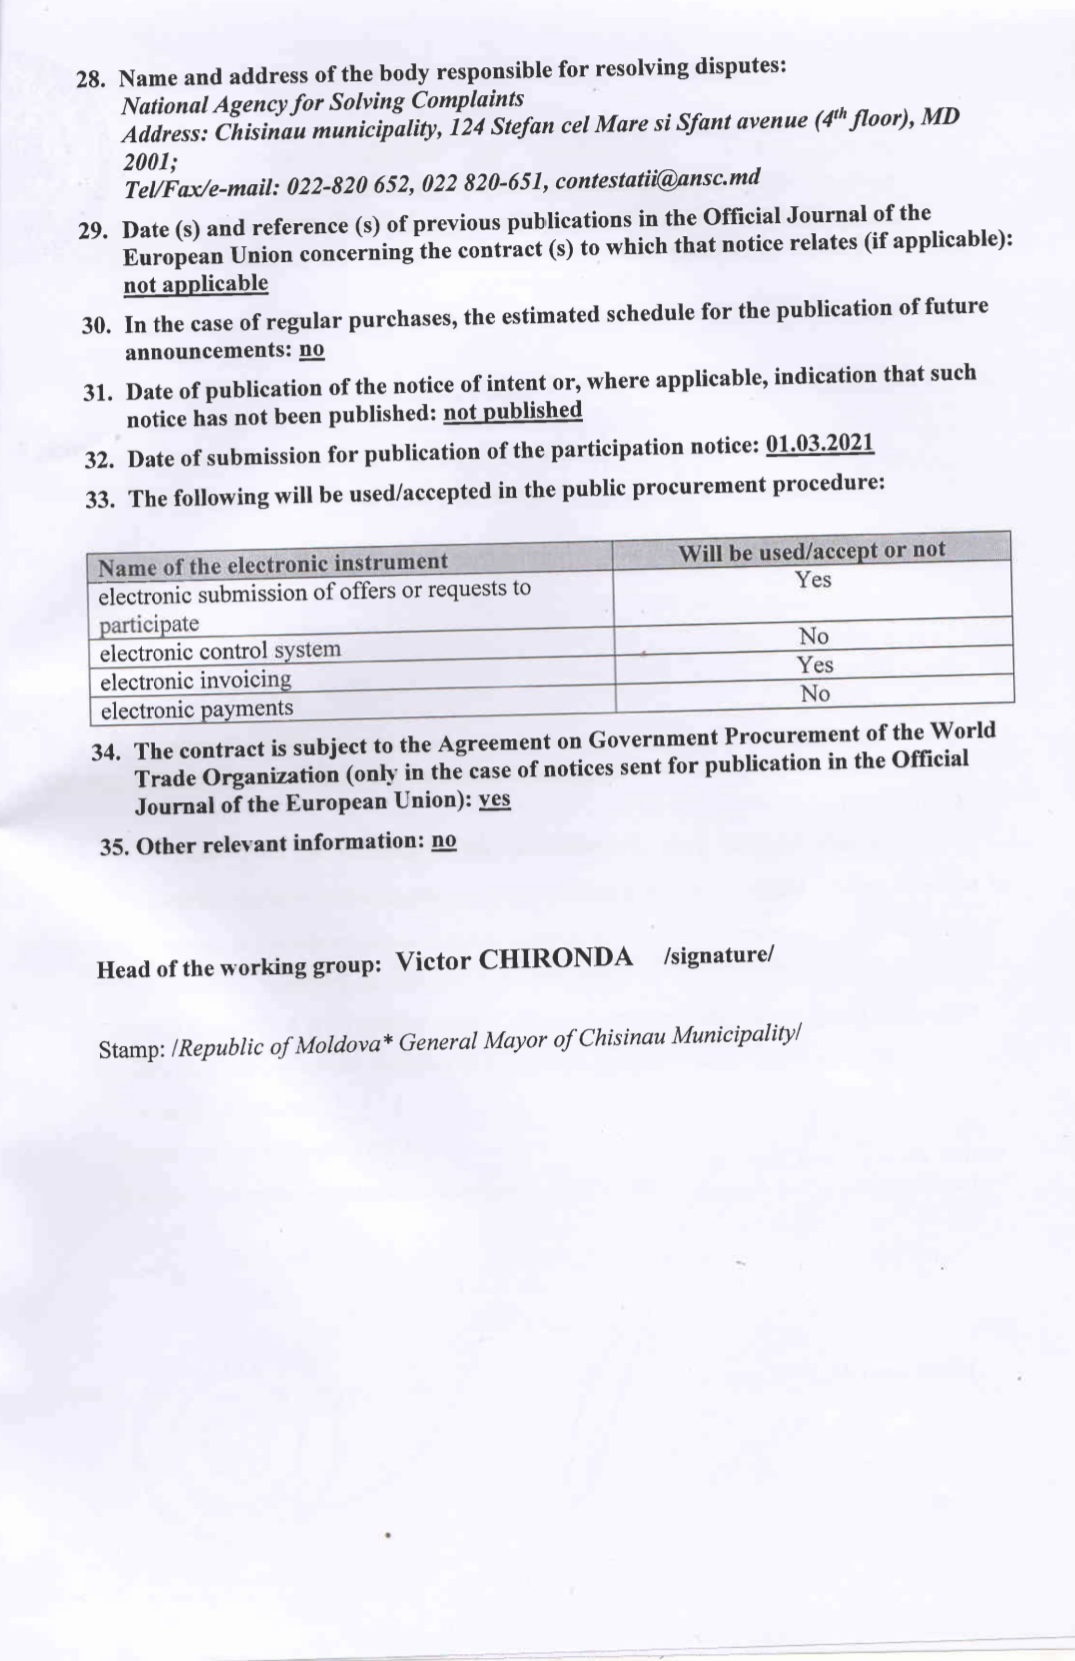 28. Name and address of the body responsible for resolving disputes:
National Agency for Solving Complaints
Address: Chisinau municipality, 124 Stefan cel Mare si Sfant avenue (4th floor), MD
2001;
Tel/Fax/e-mail: 022-820 652, 022 820-651, contestatii@ansc.md
29. Date (s) and reference (s) of previous publications in the Official Journal of the
European Union concerning the contract (s) to which that notice relates (if applicable):
not applicable
30. In the case of regular purchases, the estimated schedule for the publication of future
announcements: no
31. Date of publication of the notice of intent or, where applicable, indication that such
notice has not been published: not published
32. Date of submission for publication of the participation notice: 01.03.2021
33. The following will be used/accepted in the public procurement procedure:
Name of the electronic instrument Will be used/accept or not
electronic submission of offers or requests to Yes
participate
electronic control system No
electronic invoicing Yes
electronic payments No
34. The contract is subject to the Agreement on Government Procurement of the World
Trade Organization (only in the case of notices sent for publication in the Official
Journal of the European Union): yes
35. Other relevant information: no
Head of the working group: Victor CHIRONDA /signature/
Stamp: /Republic of Moldova* General Mayor of Chisinau Municipality/